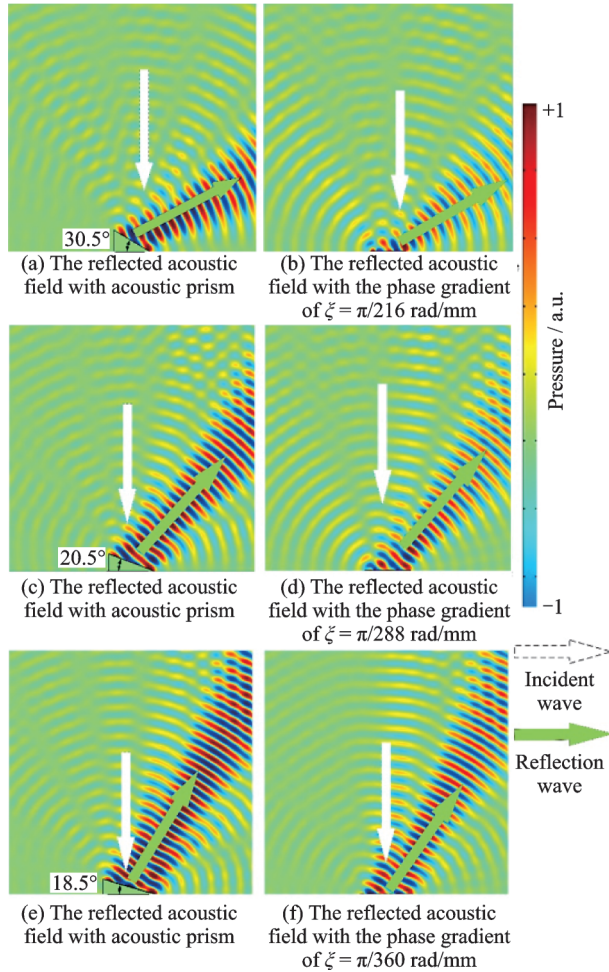 +1
Pressure / a.u.
−1
30.5°
(a) The reflected acoustic
field with acoustic prism
(b) The reflected acoustic
field with the phase gradient
of ξ = π/216 rad/mm
20.5°
(c) The reflected acoustic
field with acoustic prism
(d) The reflected acoustic
field with the phase gradient
of ξ = π/288 rad/mm
Incident
wave
Reflection
wave
18.5°
(e) The reflected acoustic
field with acoustic prism
(f) The reflected acoustic
field with the phase gradient
of ξ = π/360 rad/mm